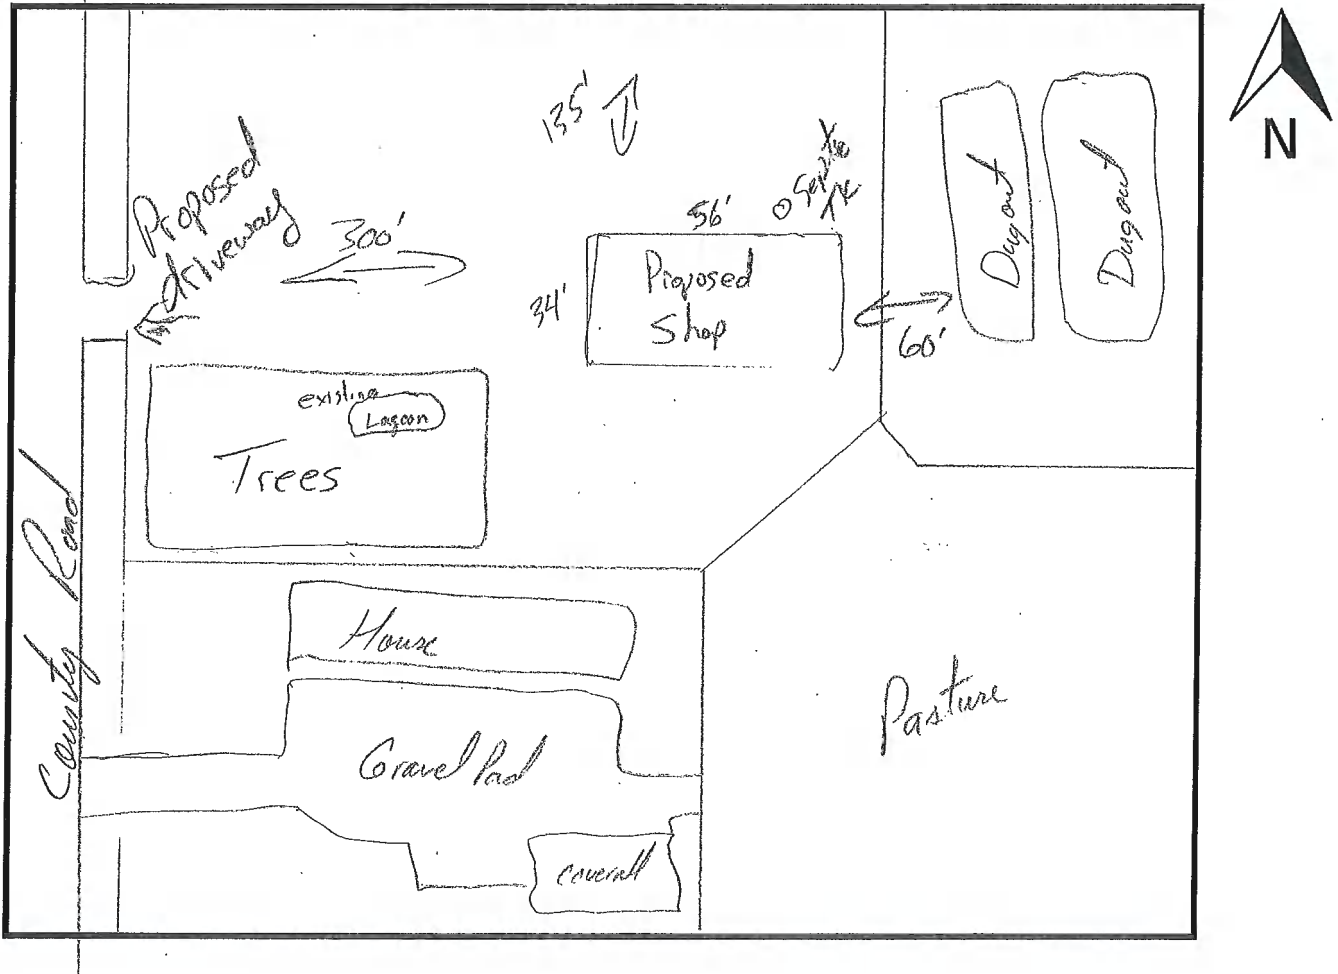 N
135'
Proposed
driveway
300'
56'
Septic
Dugout
Dugout
34'
Proposed
Shop
60'
existing
Lagoon
Trees
County Road
House
Pasture
Gravel Pad
coverall